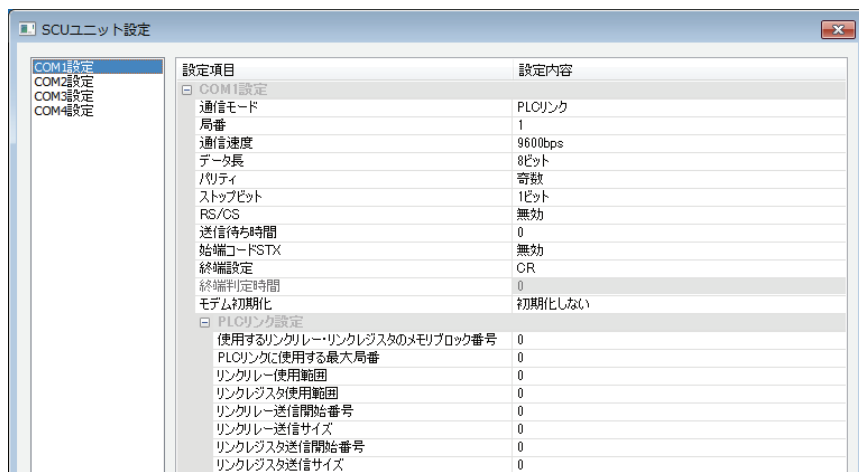 SCUユニット設定
COM1設定
COM2設定
COM3設定
COM4設定
設定項目 設定内容
COM1設定
通信モード PLCリンク
局番 1
通信速度 9600bps
データ長 8ビット
パリティ 奇数
ストップビット 1ビット
RS/CS 無効
送信待ち時間 0
始端コードSTX 無効
終端設定 CR
終端判定時間 0
モデム初期化 初期化しない
PLCリンク設定
使用するリンクリレー・リンクレジスタのメモリブロック番号 0
PLCリンクに使用する最大局番 0
リンクリレー使用範囲 0
リンクレジスタ使用範囲 0
リンクリレー送信開始番号 0
リンクリレー送信サイズ 0
リンクレジスタ送信開始番号 0
リンクレジスタ送信サイズ 0